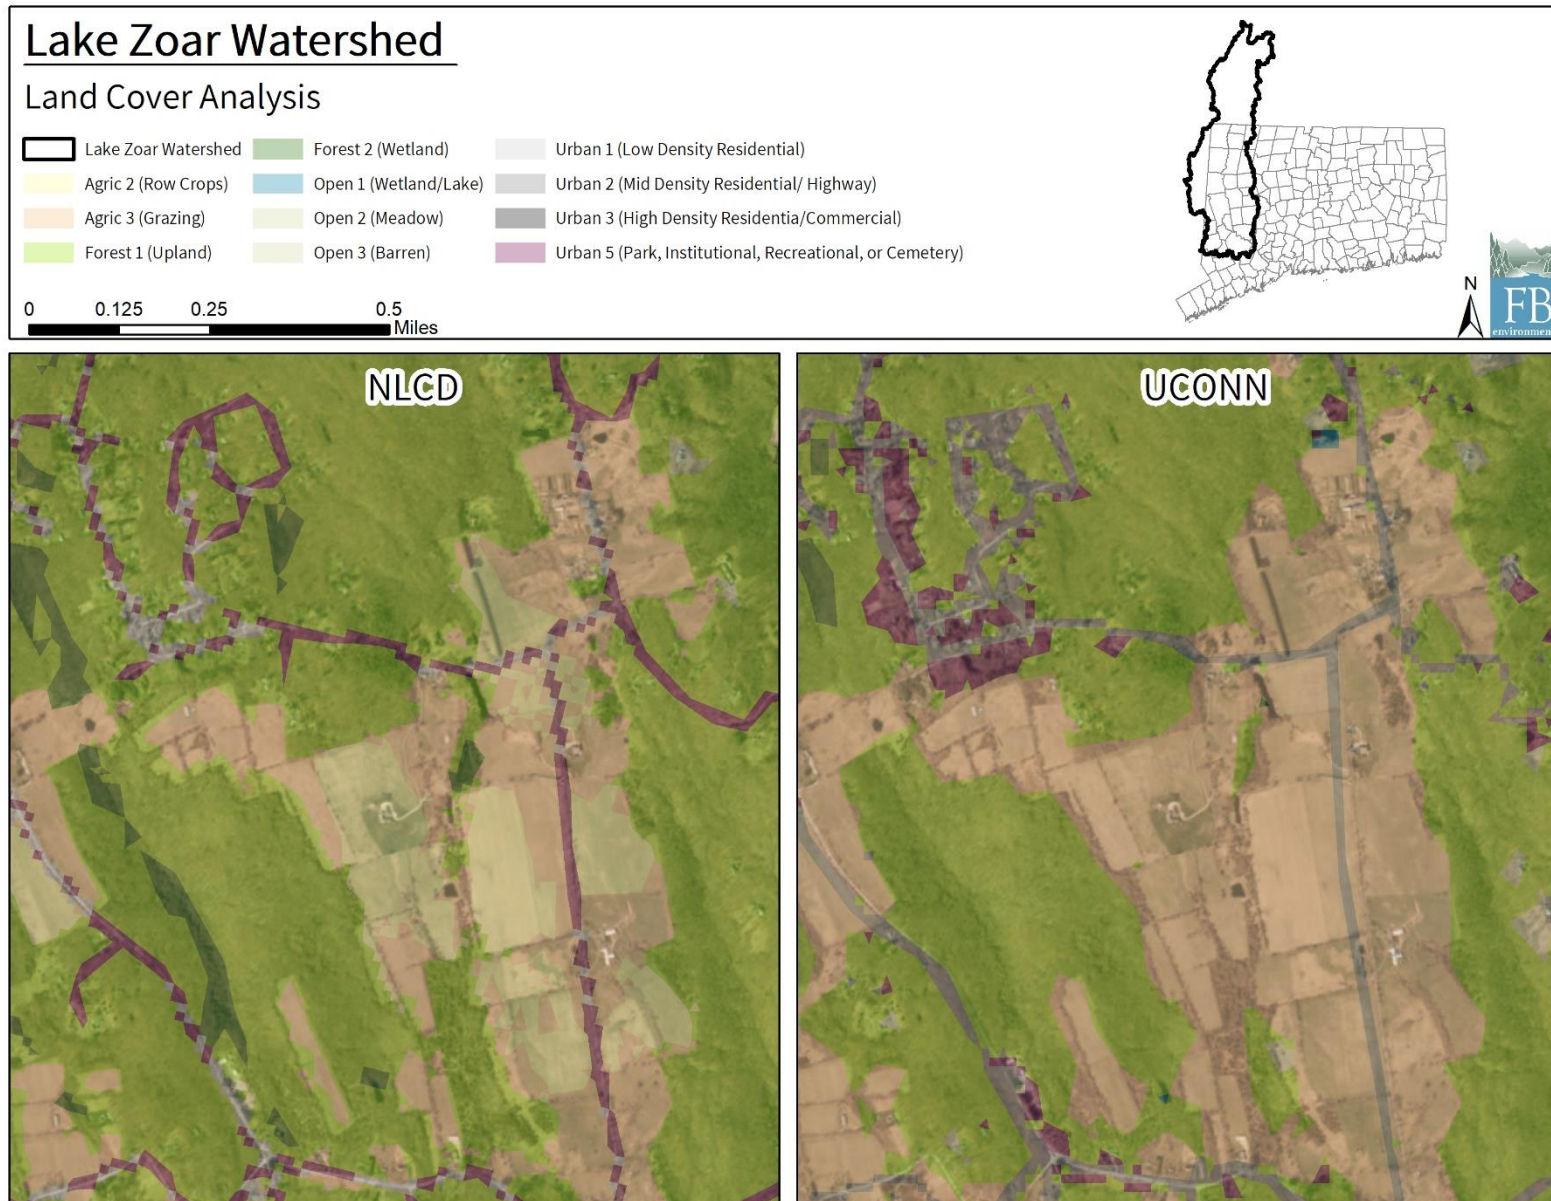 Lake Zoar Watershed
Land Cover Analysis
Lake Zoar Watershed
Agric 2 (Row Crops)
Agric 3 (Grazing)
Forest 1 (Upland)
Forest 2 (Wetland)
Open 1 (Wetland/Lake)
Open 2 (Meadow)
Open 3 (Barren)
Urban 1 (Low Density Residential)
Urban 2 (Mid Density Residential/ Highway)
Urban 3 (High Density Residentia/Commercial)
Urban 5 (Park, Institutional, Recreational, or Cemetery)
0 0.125 0.25 0.5
Miles
N
FB
environmen
NLCD
UCONN